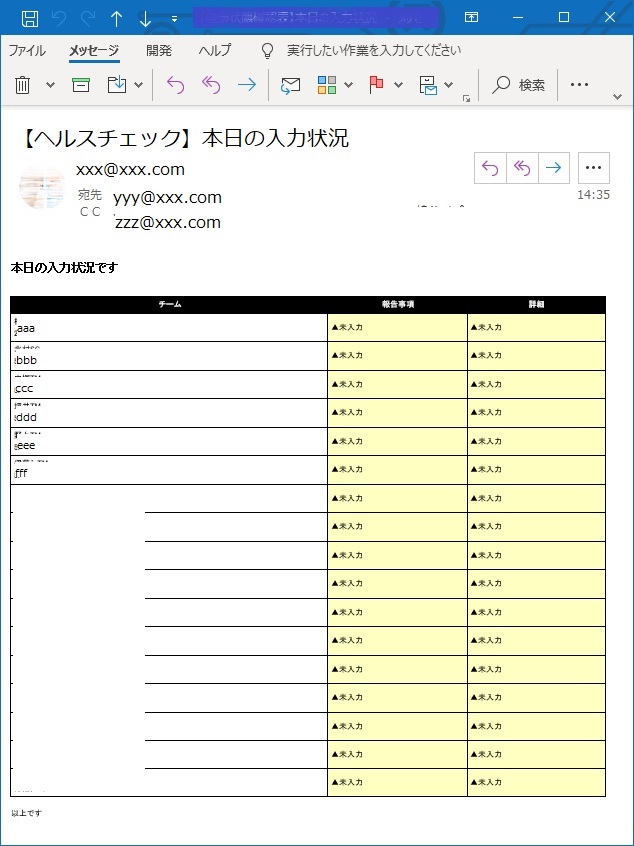 ファイル メッセージ 開発 ヘルプ 実行したい作業を入力してください
検索
【ヘルスチェック】本日の入力状況
xxx@xxx.com
宛先 yyy@xxx.com
CC zzz@xxx.com
14:35
本日の入力状況です
チーム 報告事項 詳細
aaa ▲未入力 ▲未入力
bbb ▲未入力 ▲未入力
ccc ▲未入力 ▲未入力
ddd ▲未入力 ▲未入力
eee ▲未入力 ▲未入力
fff ▲未入力 ▲未入力
▲未入力 ▲未入力
▲未入力 ▲未入力
▲未入力 ▲未入力
▲未入力 ▲未入力
▲未入力 ▲未入力
▲未入力 ▲未入力
▲未入力 ▲未入力
▲未入力 ▲未入力
▲未入力 ▲未入力
▲未入力 ▲未入力
▲未入力 ▲未入力
以上です